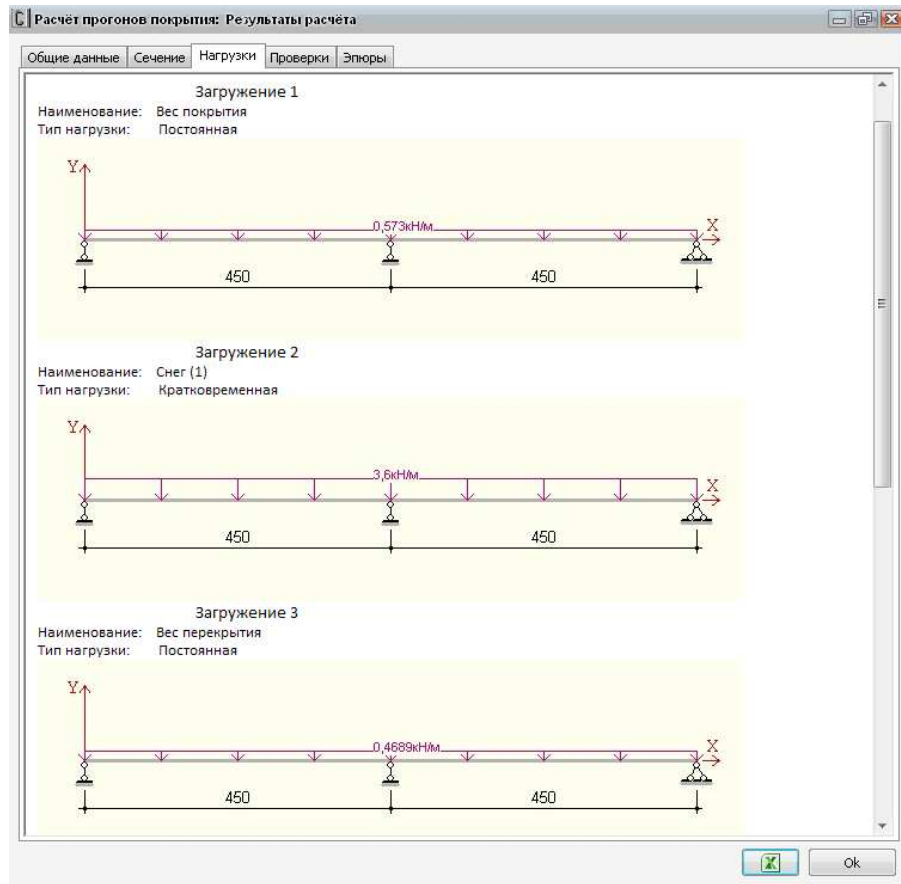 Расчёт прогонов покрытия: Результаты расчёта
Общие данные Сечение Нагрузки Проверки Эпюры
Загружение 1
Наименование: Вес покрытия
Тип нагрузки: Постоянная
Y
0,573кН/м
X
450 450
Загружение 2
Наименование: Снег (1)
Тип нагрузки: Кратковременная
Y
3,6кН/м
X
450 450
Загружение 3
Наименование: Вес перекрытия
Тип нагрузки: Постоянная
Y
0,4689кН/м
X
450 450
Ok